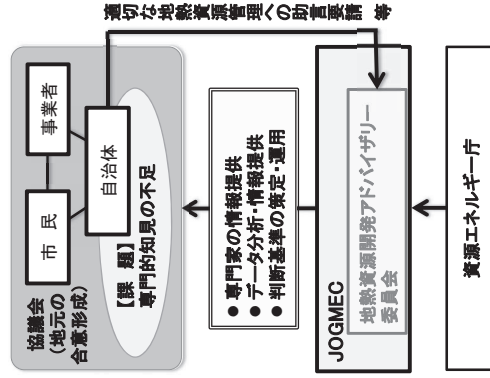 協議会
(地元の
合意形成)
市 民
事業者
自治体
【課 題】
専門的知見の不足
適切な地熱資源管理への助言要請 等
● 専門家の情報提供
● データ分析・情報提供
● 判断基準の策定・運用
JOGMEC
地熱資源開発アドバイザリー
委員会
資源エネルギー庁